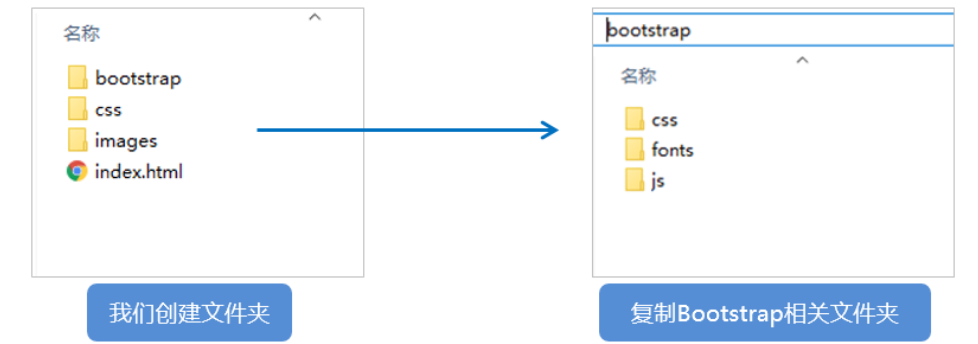 名称
bootstrap
css
images
index.html
我们创建文件夹
bootstrap
名称
css
fonts
js
复制Bootstrap相关文件夹